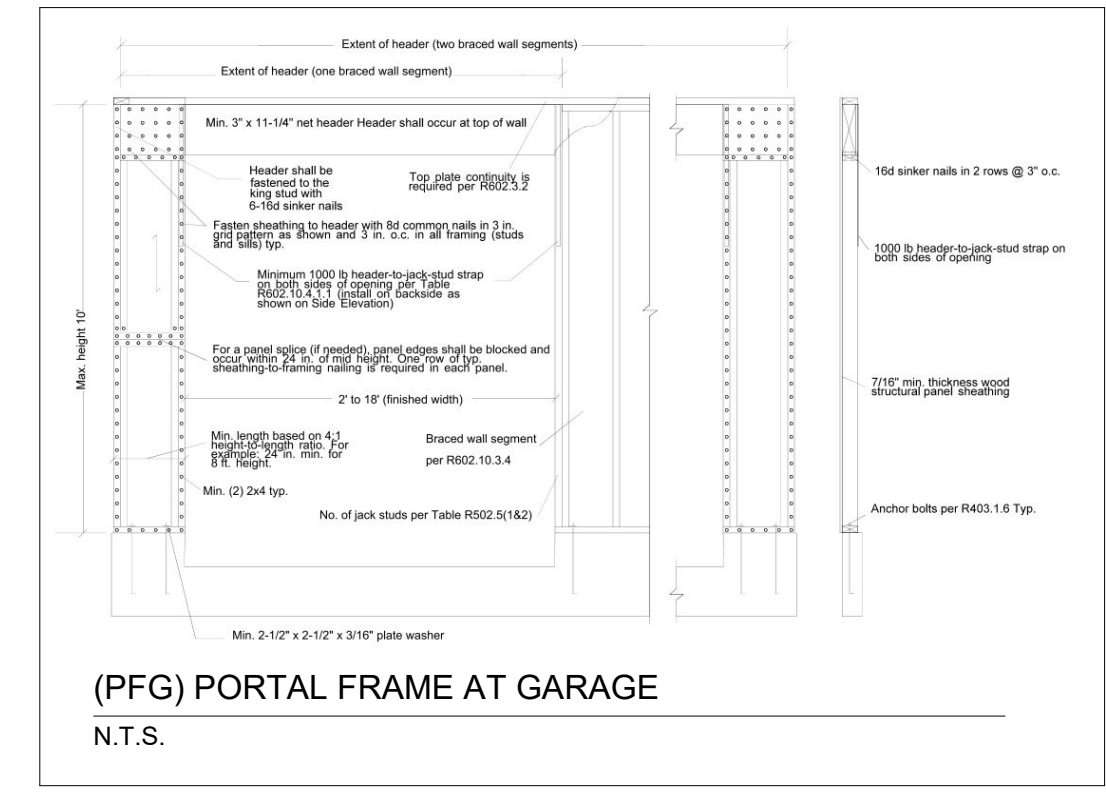 Extent of header (two braced wall segments)
Extent of header (one braced wall segment)
Min. 3" x 11-1/4" net header Header shall occur at top of wall
Header shall be
fastened to the
king stud with
6-16d sinker nails
Top plate continuity is
required per R602.3.2
16d sinker nails in 2 rows @ 3" o.c.
Fasten sheathing to header with 8d common nails in 3 in.
grid pattern as shown and 3 in. o.c. in all framing (studs
and sills) typ.
1000 lb header-to-jack-stud strap on
both sides of opening
Minimum 1000 lb header-to-jack-stud strap
on both sides of opening per Table
R602.10.4.1.1 (install on backside as
shown on Side Elevation)
Max. height 10'
For a panel splice (if needed), panel edges shall be blocked and
occur within 24 in. of mid height. One row of typ.
sheathing-to-framing nailing is required in each panel.
7/16" min. thickness wood
structural panel sheathing
2' to 18' (finished width)
Min. length based on 4:1
height-to-length ratio. For
example: 24 in. min. for
8 ft. height.
Braced wall segment
per R602.10.3.4
Min. (2) 2x4 typ.
No. of jack studs per Table R502.5(1&2)
Anchor bolts per R403.1.6 Typ.
Min. 2-1/2" x 2-1/2" x 3/16" plate washer
(PFG) PORTAL FRAME AT GARAGE
N.T.S.